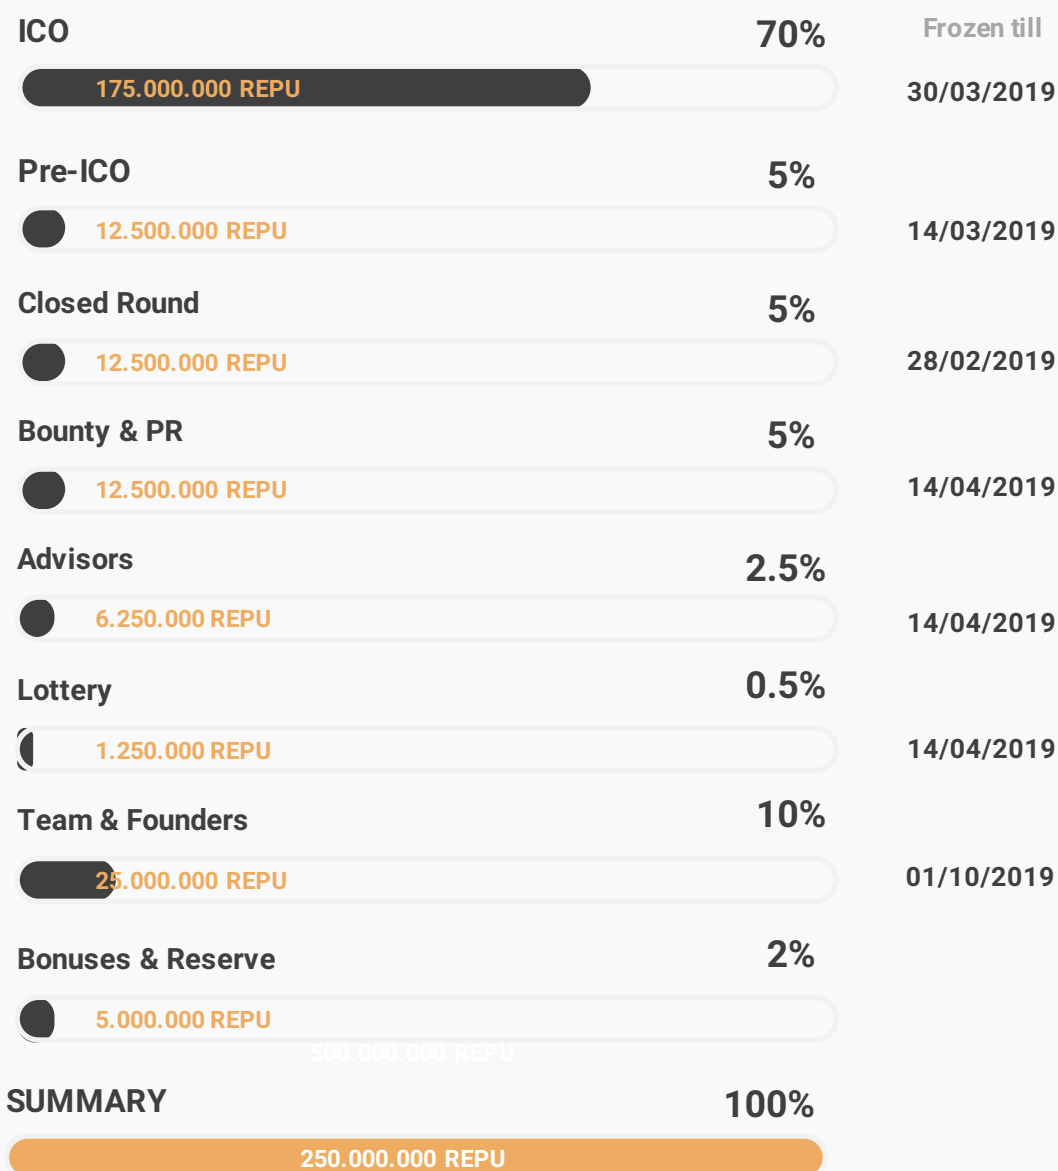 ICO 70% Frozen till
175.000.000 REPU 30/03/2019
Pre-ICO 5%
12.500.000 REPU 14/03/2019
Closed Round 5%
12.500.000 REPU 28/02/2019
Bounty & PR 5%
12.500.000 REPU 14/04/2019
Advisors 2.5%
6.250.000 REPU 14/04/2019
Lottery 0.5%
1.250.000 REPU 14/04/2019
Team & Founders 10%
25.000.000 REPU 01/10/2019
Bonuses & Reserve 2%
5.000.000 REPU
500.000.000 REPU
SUMMARY 100%
250.000.000 REPU